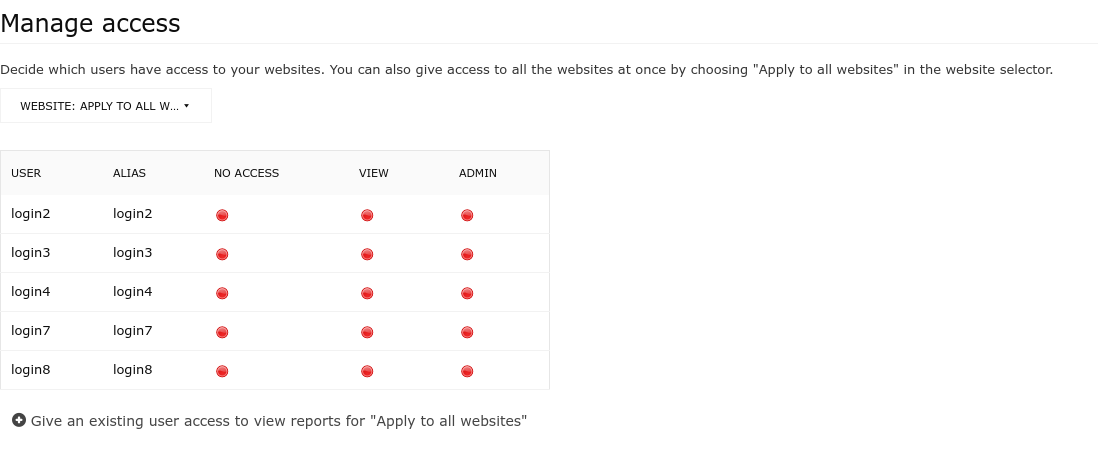 Manage access
Decide which users have access to your websites. You can also give access to all the websites at once by choosing "Apply to all websites" in the website selector.
WEBSITE: APPLY TO ALL W...
USER ALIAS NO ACCESS VIEW ADMIN
login2 login2
login3 login3
login4 login4
login7 login7
login8 login8
Give an existing user access to view reports for "Apply to all websites"